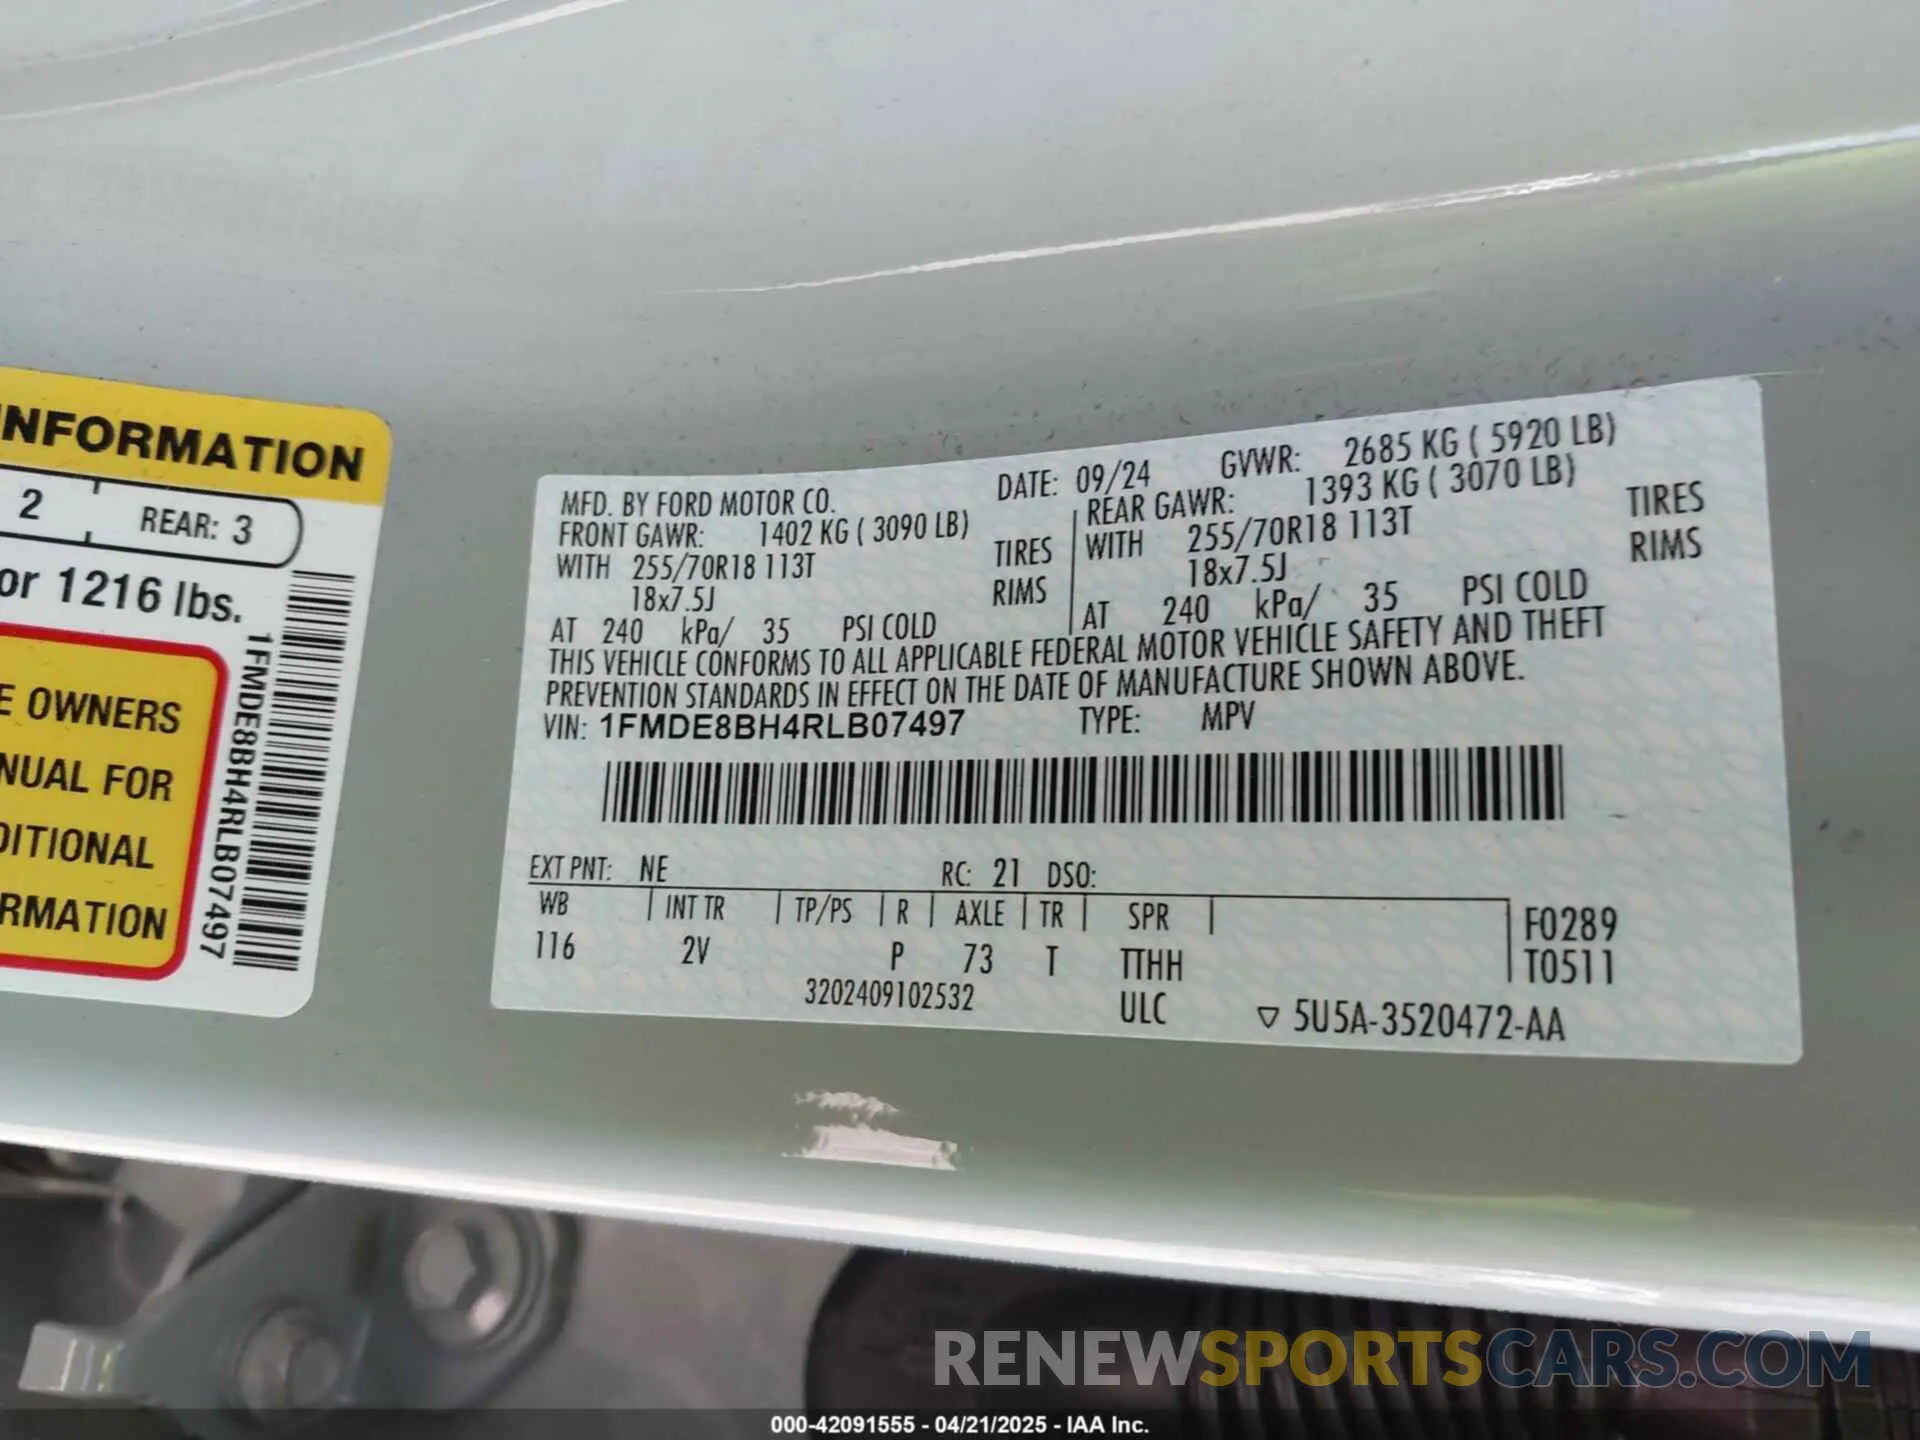 INFORMATION
2 REAR: 3
or 1216 lbs.
E OWNERS
NUAL FOR
DITIONAL
RMATION
1FMDE8BH4RLB07497
MFD. BY FORD MOTOR CO.
DATE: 09/24 GVWR: 2685 KG ( 5920 LB)
FRONT GAWR: 1402 KG ( 3090 LB)
WITH 255/70R18 113T TIRES
18x7.5J RIMS
AT 240 kPa/ 35 PSI COLD
REAR GAWR: 1393 KG ( 3070 LB)
WITH 255/70R18 113T TIRES
18x7.5J RIMS
AT 240 kPa/ 35 PSI COLD
THIS VEHICLE CONFORMS TO ALL APPLICABLE FEDERAL MOTOR VEHICLE SAFETY AND THEFT
PREVENTION STANDARDS IN EFFECT ON THE DATE OF MANUFACTURE SHOWN ABOVE.
VIN: 1FMDE8BH4RLB07497 TYPE: MPV
EXT PNT: NE RC: 21 DSO:
WB INT TR TP/PS R AXLE TR SPR
116 2V P 73 T TTHH
F0289
T0511
3202409102532 ULC ▽ 5U5A-3520472-AA
RENEWSPORTSCARS.COM
000-42091555 - 04/21/2025 - IAA Inc.